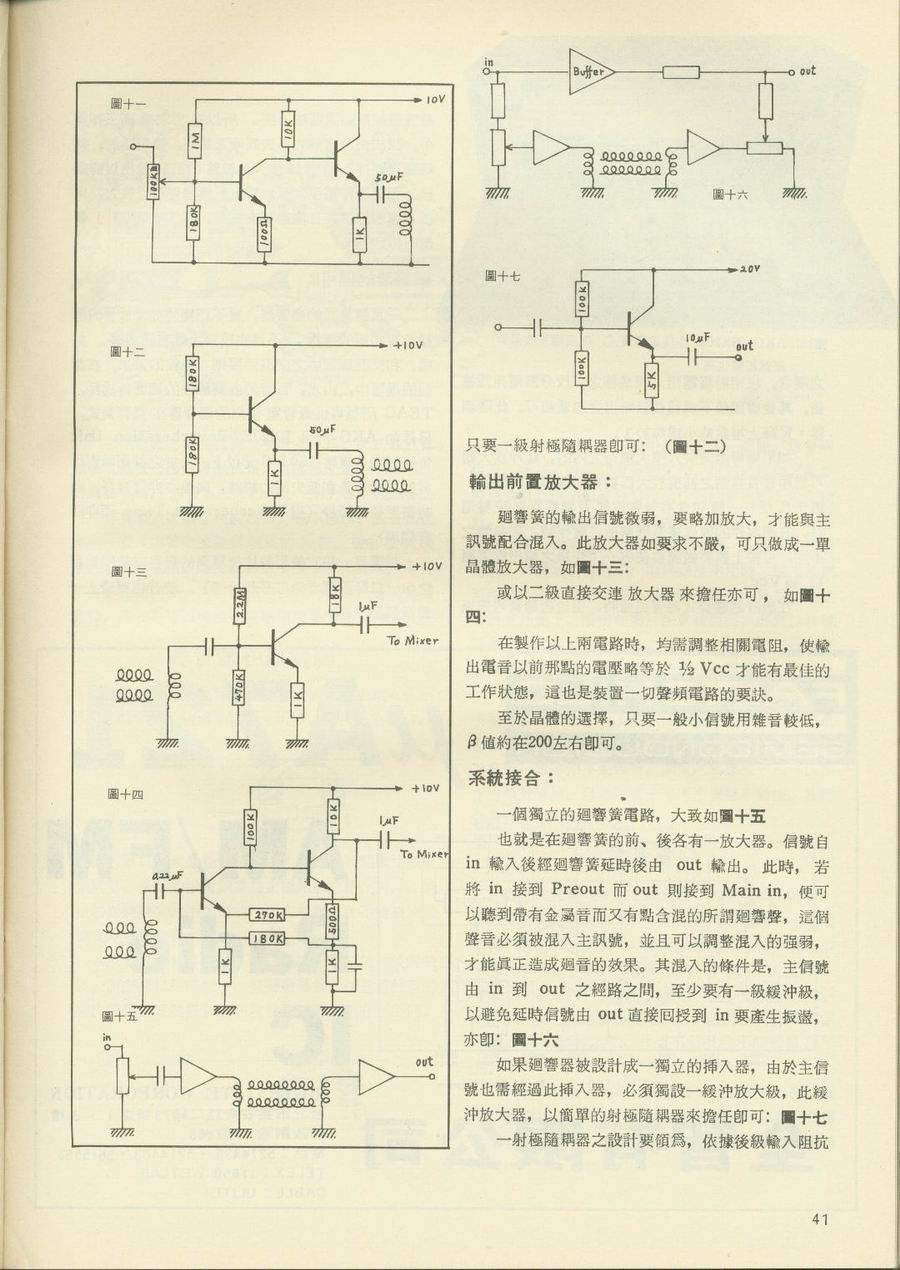 圖十一
10V
1M
10K
100KB
180K
100Ω
50μF
1K
圖十二
+10V
180K
180K
50μF
1K
圖十三
+10V
2.2M
18K
1μF
To Mixer
470K
1K
圖十四
+10V
100K
10K
1μF
To Mixer
0.22μF
270K
180K
500Ω
1K
1K
圖十五
in
out
in
Buffer
out
圖十六
圖十七
20V
100K
100K
10μF
out
5K
只要一級射極隨耦器卽可：（圖十二）
輸出前置放大器：
廻響簧的輸出信號微弱，要略加放大，才能與主
訊號配合混入。此放大器如要求不嚴，可只做成一單
晶體放大器，如圖十三：
或以二級直接交連 放大器 來擔任亦可， 如圖十
四：
在製作以上兩電路時，均需調整相關電阻，使輸
出電音以前那點的電壓略等於 ½ Vcc 才能有最佳的
工作狀態，這也是裝置一切聲頻電路的要訣。
至於晶體的選擇，只要一般小信號用雜音較低，
β 値約在200左右卽可。
系統接合：
一個獨立的廻響簧電路，大致如圖十五
也就是在廻響簧的前、後各有一放大器。信號自
in 輸入後經廻響簧延時後由 out 輸出。 此時， 若
將 in 接到 Preout 而 out 則接到 Main in，便可
以聽到帶有金屬音而又有點含混的所謂廻響聲，這個
聲音必須被混入主訊號，並且可以調整混入的强弱，
才能眞正造成廻音的效果。其混入的條件是，主信號
由 in 到 out 之經路之間，至少要有一級緩沖級，
以避免延時信號由 out 直接囘授到 in 要產生振盪，
亦卽：圖十六
如果廻響器被設計成一獨立的挿入器，由於主信
號也需經過此挿入器，必須獨設一緩沖放大級，此緩
沖放大器，以簡單的射極隨耦器來擔任卽可：圖十七
一射極隨耦器之設計要領爲，依據後級輸入阻抗
41